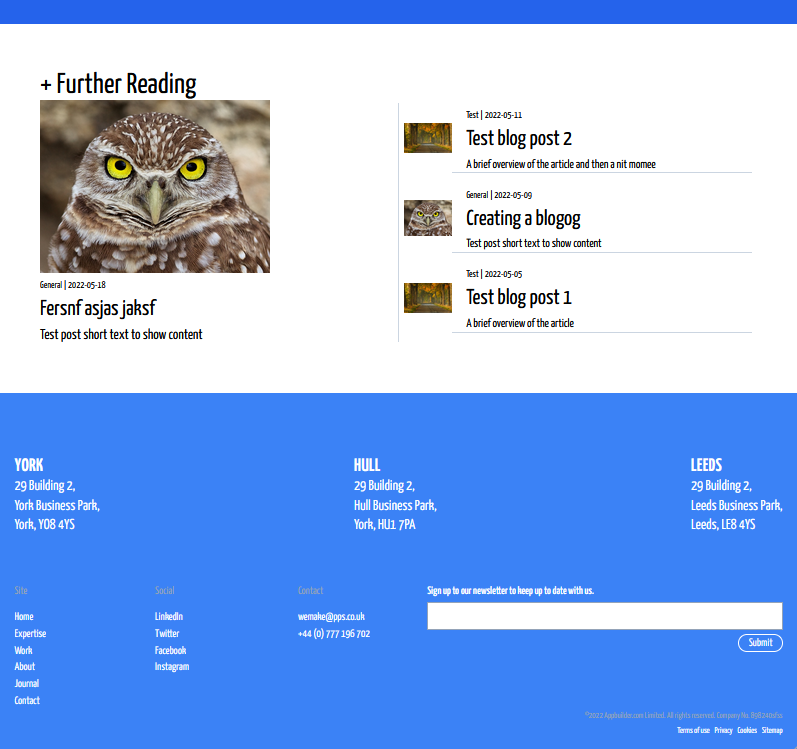 + Further Reading
General | 2022-05-18
Fersnf asjas jaksf
Test post short text to show content
Test | 2022-05-11
Test blog post 2
A brief overview of the article and then a nit momee
General | 2022-05-09
Creating a blogog
Test post short text to show content
Test | 2022-05-05
Test blog post 1
A brief overview of the article
YORK
29 Building 2,
York Business Park,
York, YO8 4YS
HULL
29 Building 2,
Hull Business Park,
York, HU1 7PA
LEEDS
29 Building 2,
Leeds Business Park,
Leeds, LE8 4YS
Site
Home
Expertise
Work
About
Journal
Contact
Social
LinkedIn
Twitter
Facebook
Instagram
Contact
wemake@pps.co.uk
+44 (0) 777 196 702
Sign up to our newsletter to keep up to date with us.
Submit
©2022 Appbuilder.com Limited. All rights reserved. Company No.
Terms of use Privacy Cookies Sitemap